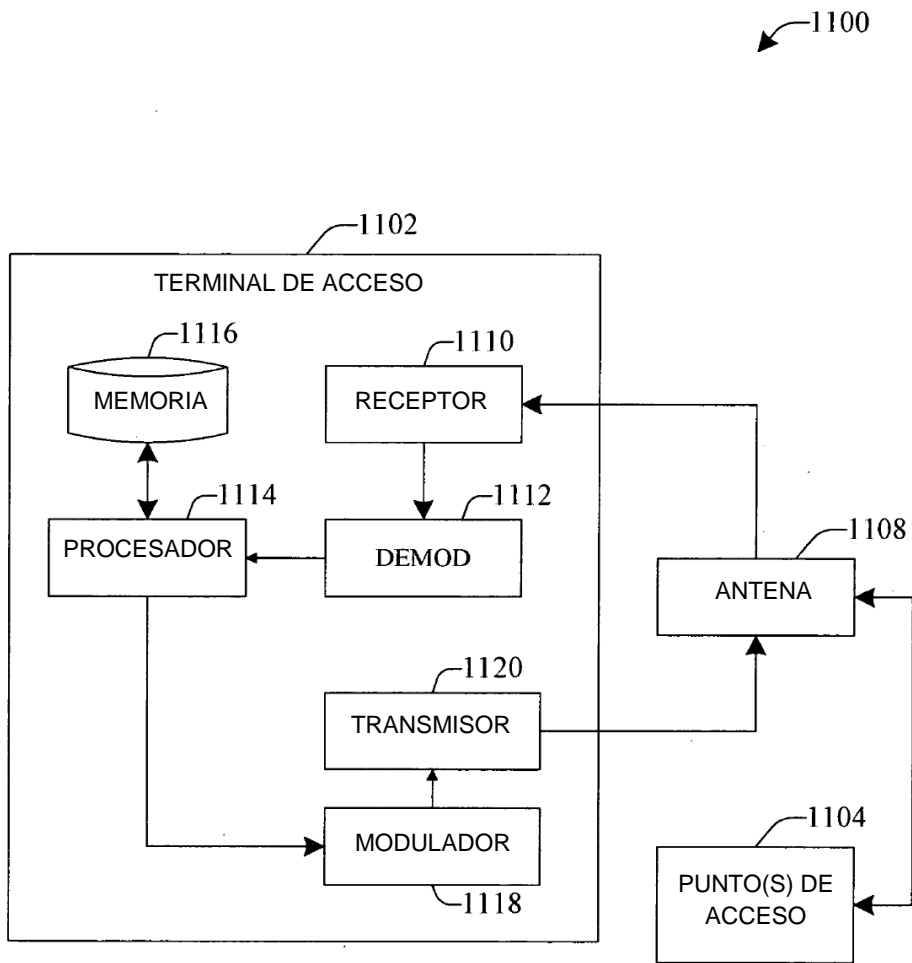 1100
1102
TERMINAL DE ACCESO
1116
1110
MEMORIA
RECEPTOR
1114
1112
1108
PROCESADOR
DEMOD
ANTENA
1120
TRANSMISOR
1104
MODULADOR
PUNTO(S) DE
ACCESO
1118